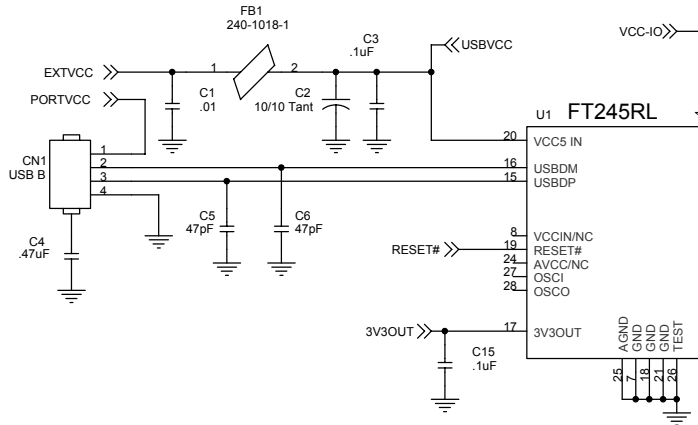 FB1
240-1018-1
C3
.1uF
USBVCC
VCC-IO
EXTVCC
1
2
C1
.01
C2
10/10 Tant
PORTVCC
U1
FT245RL
CN1
USB B
1
2
3
4
20
VCC5 IN
16
USBDM
15
USBDP
C5
47pF
C6
47pF
C4
.47uF
8
VCCIN/NC
RESET#
19
RESET#
24
AVCC/NC
27
OSCI
28
OSCO
3V3OUT
17
3V3OUT
C15
.1uF
AGND
GND
GND
GND
TEST
25
7
18
21
26